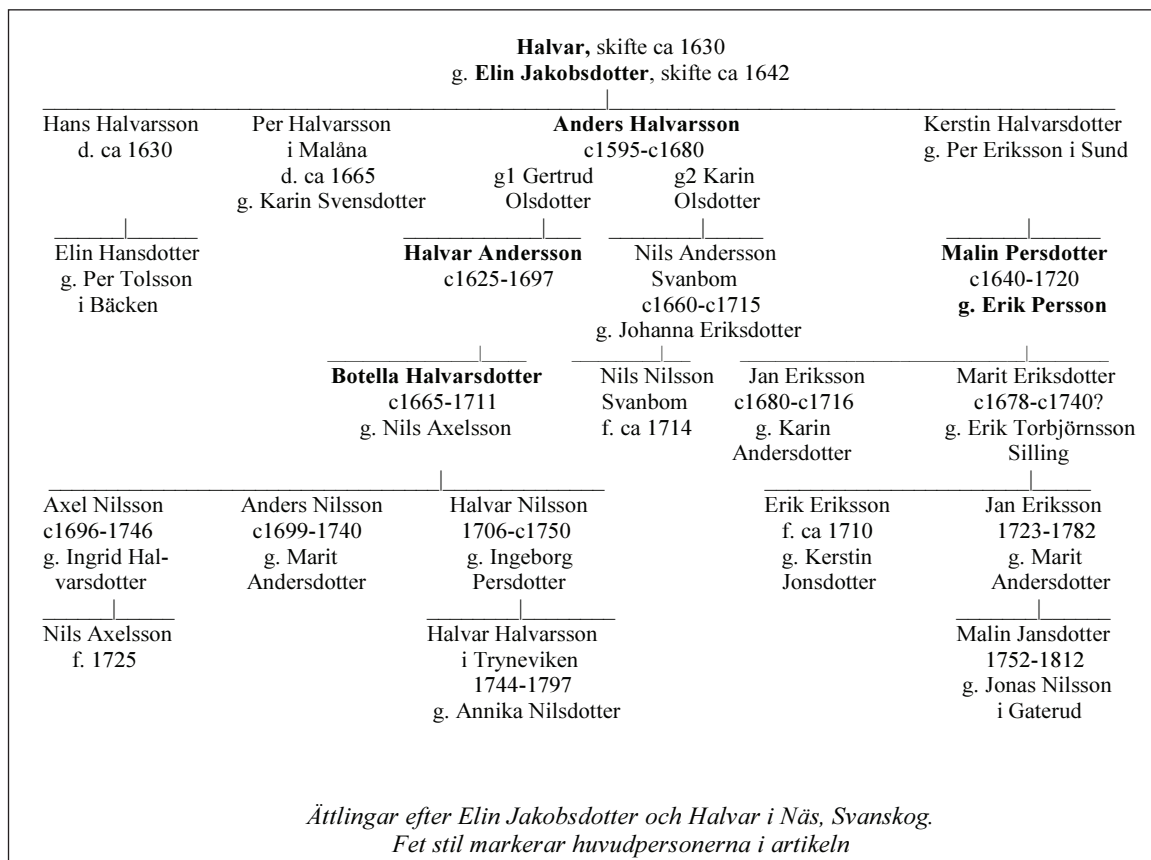 Halvar, skifte ca 1630
g. Elin Jakobsdotter, skifte ca 1642
Hans Halvarsson
d. ca 1630
Per Halvarsson
i Malåna
d. ca 1665
g. Karin Svensdotter
Anders Halvarsson
c1595-c1680
g1 Gertrud
Olsdotter
g2 Karin
Olsdotter
Kerstin Halvarsdotter
g. Per Eriksson i Sund
Elin Hansdotter
g. Per Tolsson
i Bäcken
Halvar Andersson
c1625-1697
Nils Andersson
Svanbom
c1660-c1715
g. Johanna Eriksdotter
Malin Persdotter
c1640-1720
g. Erik Persson
Botella Halvarsdotter
c1665-1711
g. Nils Axelsson
Nils Nilsson
Svanbom
f. ca 1714
Jan Eriksson
c1680-c1716
g. Karin
Andersdotter
Marit Eriksdotter
c1678-c1740?
g. Erik Torbjörnsson
Silling
Axel Nilsson
c1696-1746
g. Ingrid Hal-
varsdotter
Anders Nilsson
c1699-1740
g. Marit
Andersdotter
Halvar Nilsson
1706-c1750
g. Ingeborg
Persdotter
Erik Eriksson
f. ca 1710
g. Kerstin
Jonsdotter
Jan Eriksson
1723-1782
g. Marit
Andersdotter
Nils Axelsson
f. 1725
Halvar Halvarsson
i Tryneviken
1744-1797
g. Annika Nilsdotter
Malin Jansdotter
1752-1812
g. Jonas Nilsson
i Gaterud
Ättlingar efter Elin Jakobsdotter och Halvar i Näs, Svanskog.
Fet stil markerar huvudpersonerna i artikeln